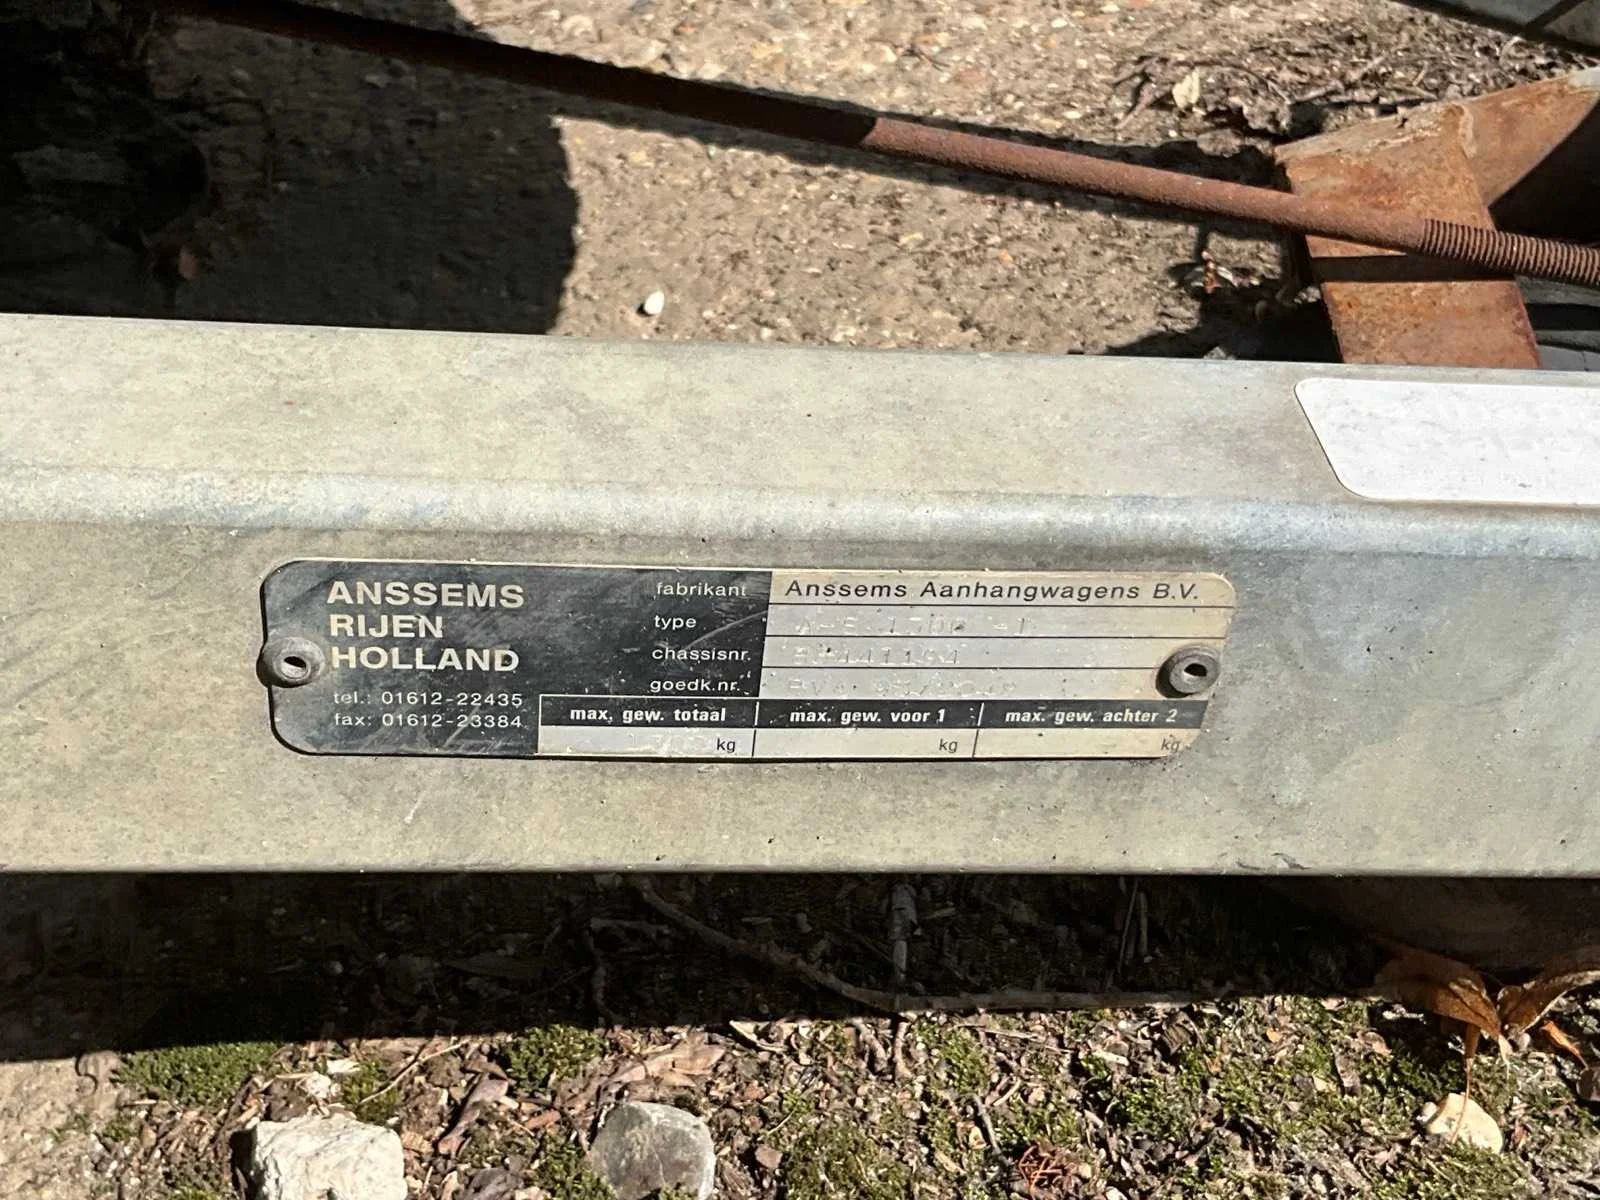 ANSSEMS
RIJEN
HOLLAND
tel.: 01612-22435
fax: 01612-23384
fabrikant Anssems Aanhangwagens B.V.
type
chassisnr.
goedk.nr.
max. gew. totaal max. gew. voor 1 max. gew. achter 2
kg kg kg